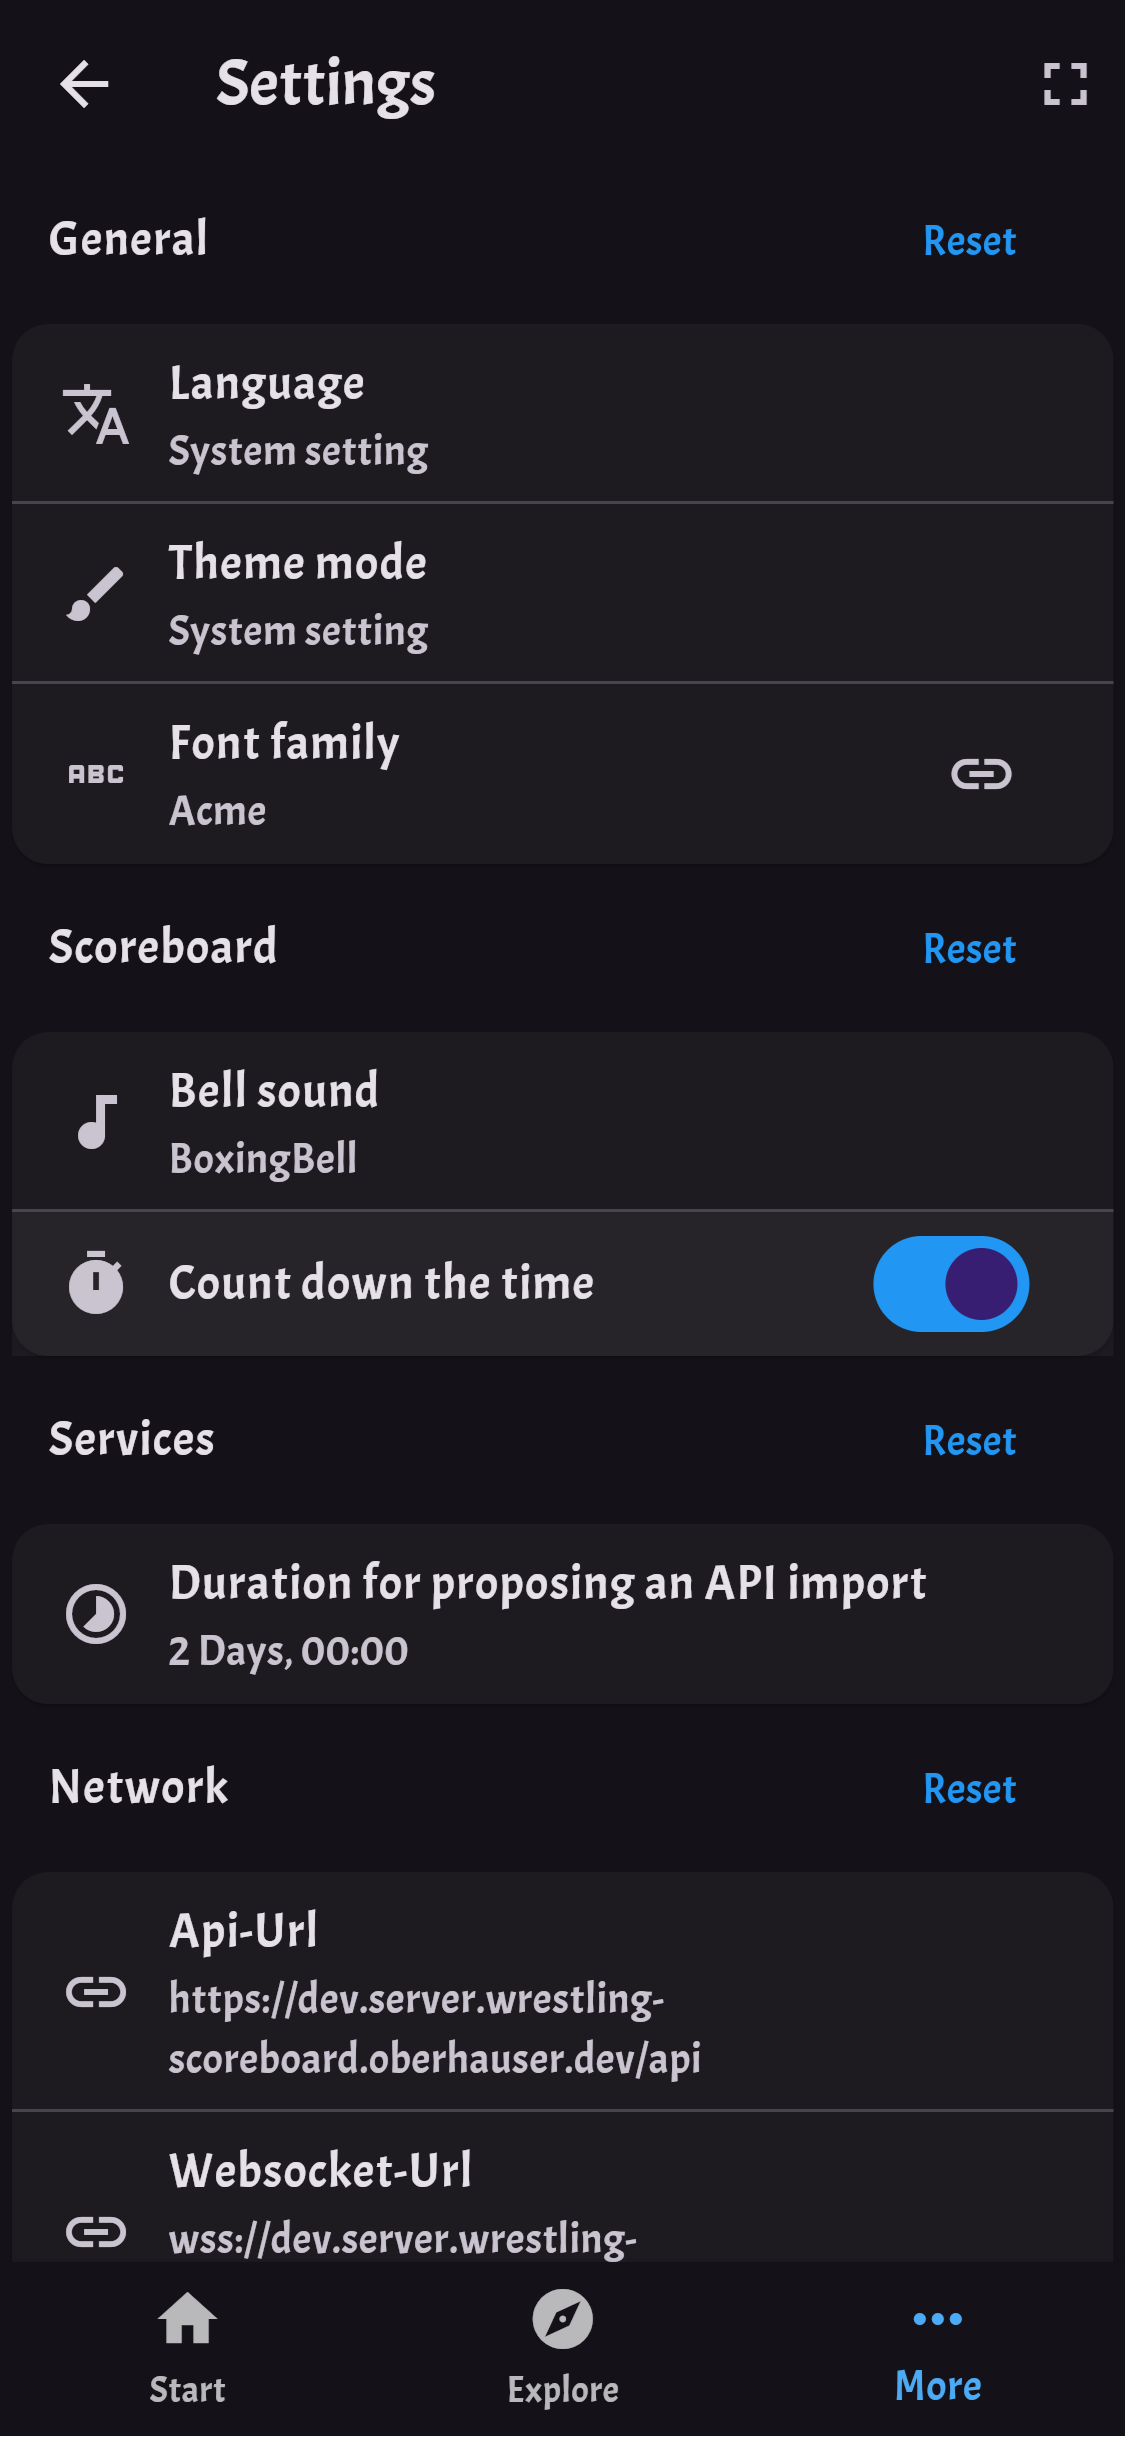 Settings
General
Reset
Language
System setting
Theme mode
System setting
ABC
Font family
Acme
Scoreboard
Reset
Bell sound
BoxingBell
Count down the time
Services
Reset
Duration for proposing an API import
2 Days, 00:00
Network
Reset
Api-Url
https://dev.server.wrestling-
scoreboard.oberhauser.dev/api
Websocket-Url
wss://dev.server.wrestling-
Start
Explore
More